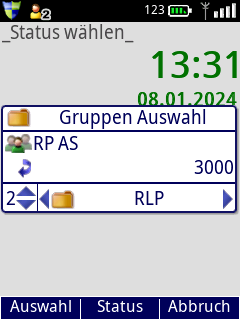 2 123
_Status wählen_
13:31
08.01.2024
Gruppen Auswahl
RP AS
3000
2 RLP
Auswahl Status Abbruch